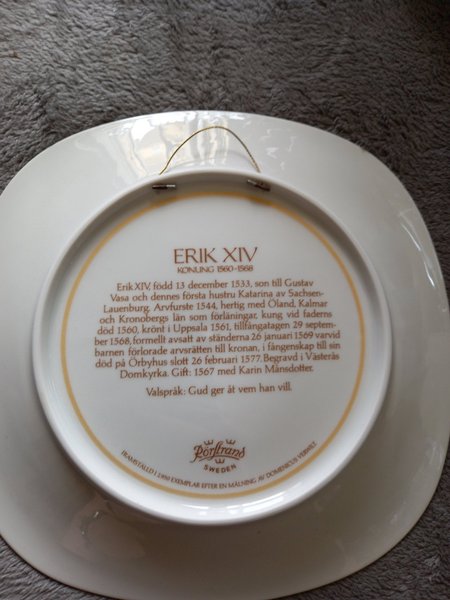 ERIK XIV
KONUNG 1560-1568
Erik XIV, född 13 december 1533, son till Gustav
Vasa och dennes första hustru Katarina av Sachsen-
Lauenburg. Arvfurste 1544, hertig med Öland, Kalmar
och Kronobergs län som förläningar, kung vid faderns
död 1560, krönt i Uppsala 1561, tillfångatagen 29 septem-
ber 1568, formellt avsatt av ständerna 26 januari 1569 varvid
barnen förlorade arvsrätten till kronan, i fångenskap till sin
död på Örbyhus slott 26 februari 1577. Begravd i Västerås
Domkyrka. Gift: 1567 med Karin Månsdotter.
Valspråk: Gud ger åt vem han vill.
Rörstrand
SWEDEN
FRAMSTÄLLD I EXEMPLAR EFTER EN MÅLNING AV DOMENICUS VERWILT.